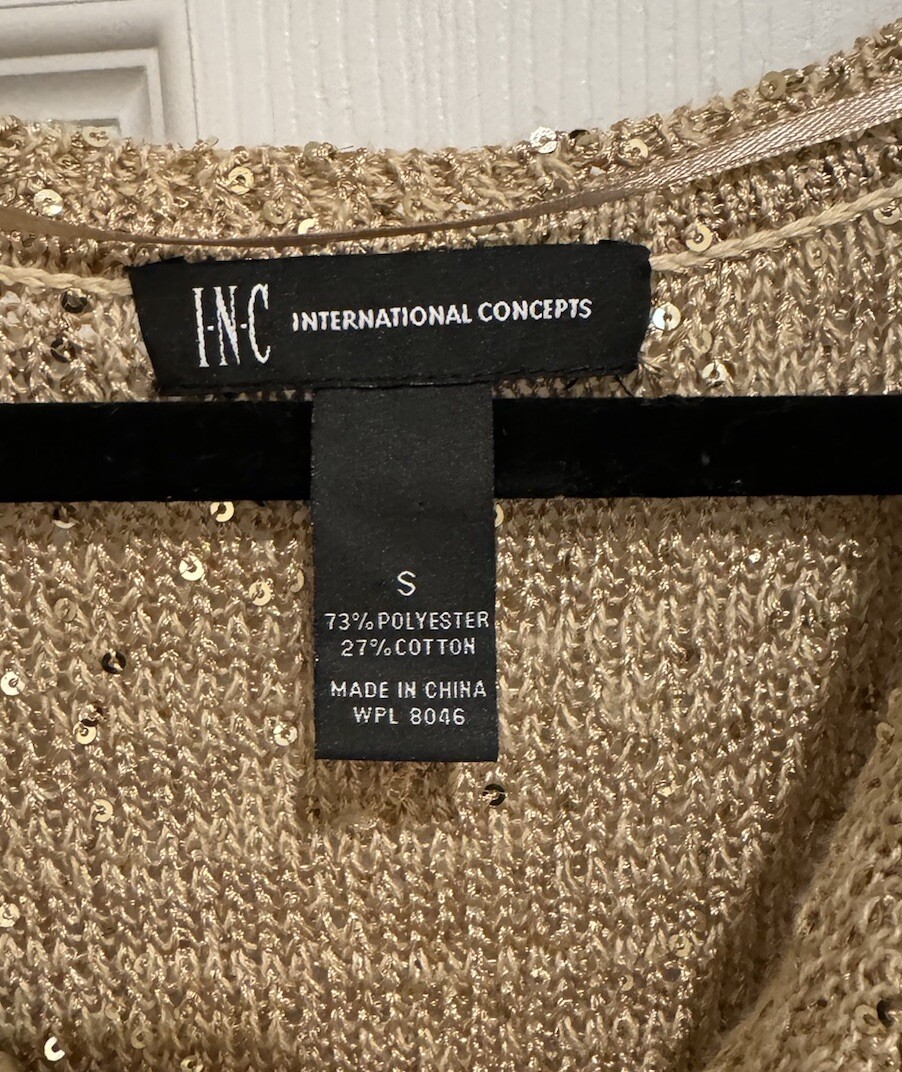 I·N·C INTERNATIONAL CONCEPTS
S
73% POLYESTER
27% COTTON
MADE IN CHINA
WPL 8046